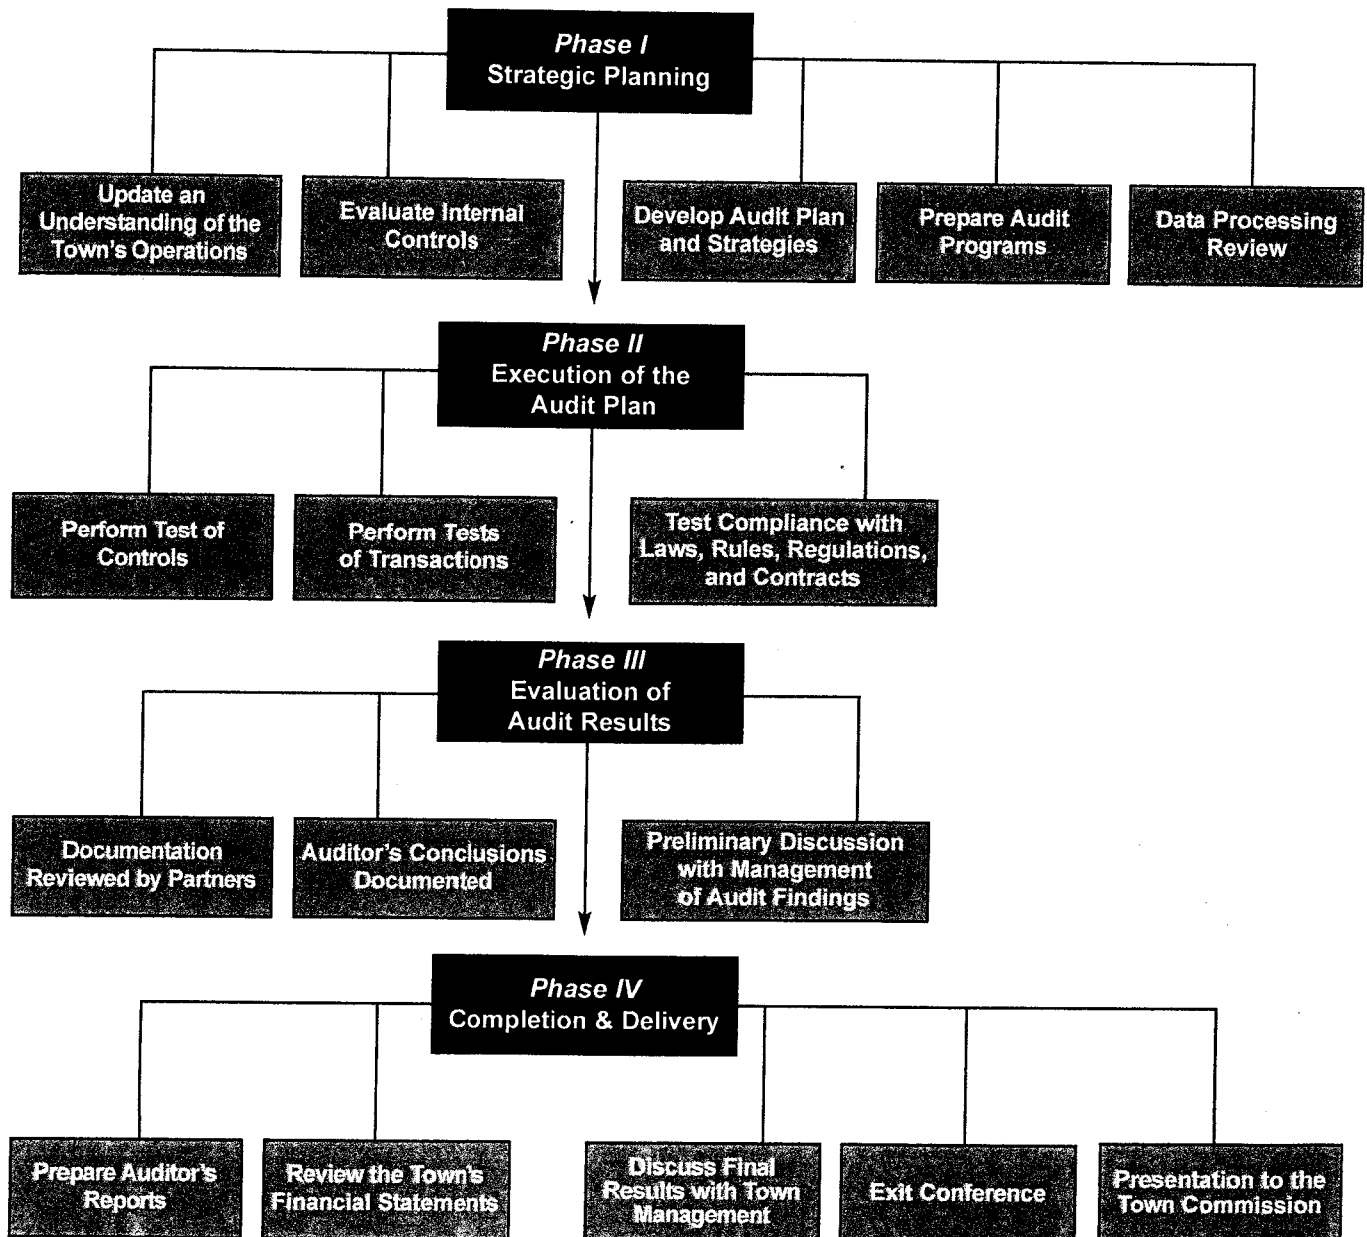 Phase I
Strategic Planning
Update an
Understanding of the
Town's Operations
Evaluate Internal
Controls
Develop Audit Plan
and Strategies
Prepare Audit
Programs
Data Processing
Review
Phase II
Execution of the
Audit Plan
Perform Test of
Controls
Perform Tests
of Transactions
Test Compliance with
Laws, Rules, Regulations,
and Contracts
Phase III
Evaluation of
Audit Results
Documentation
Reviewed by Partners
Auditor's Conclusions
Documented
Preliminary Discussion
with Management
of Audit Findings
Phase IV
Completion & Delivery
Prepare Auditor's
Reports
Review the Town's
Financial Statements
Discuss Final
Results with Town
Management
Exit Conference
Presentation to the
Town Commission